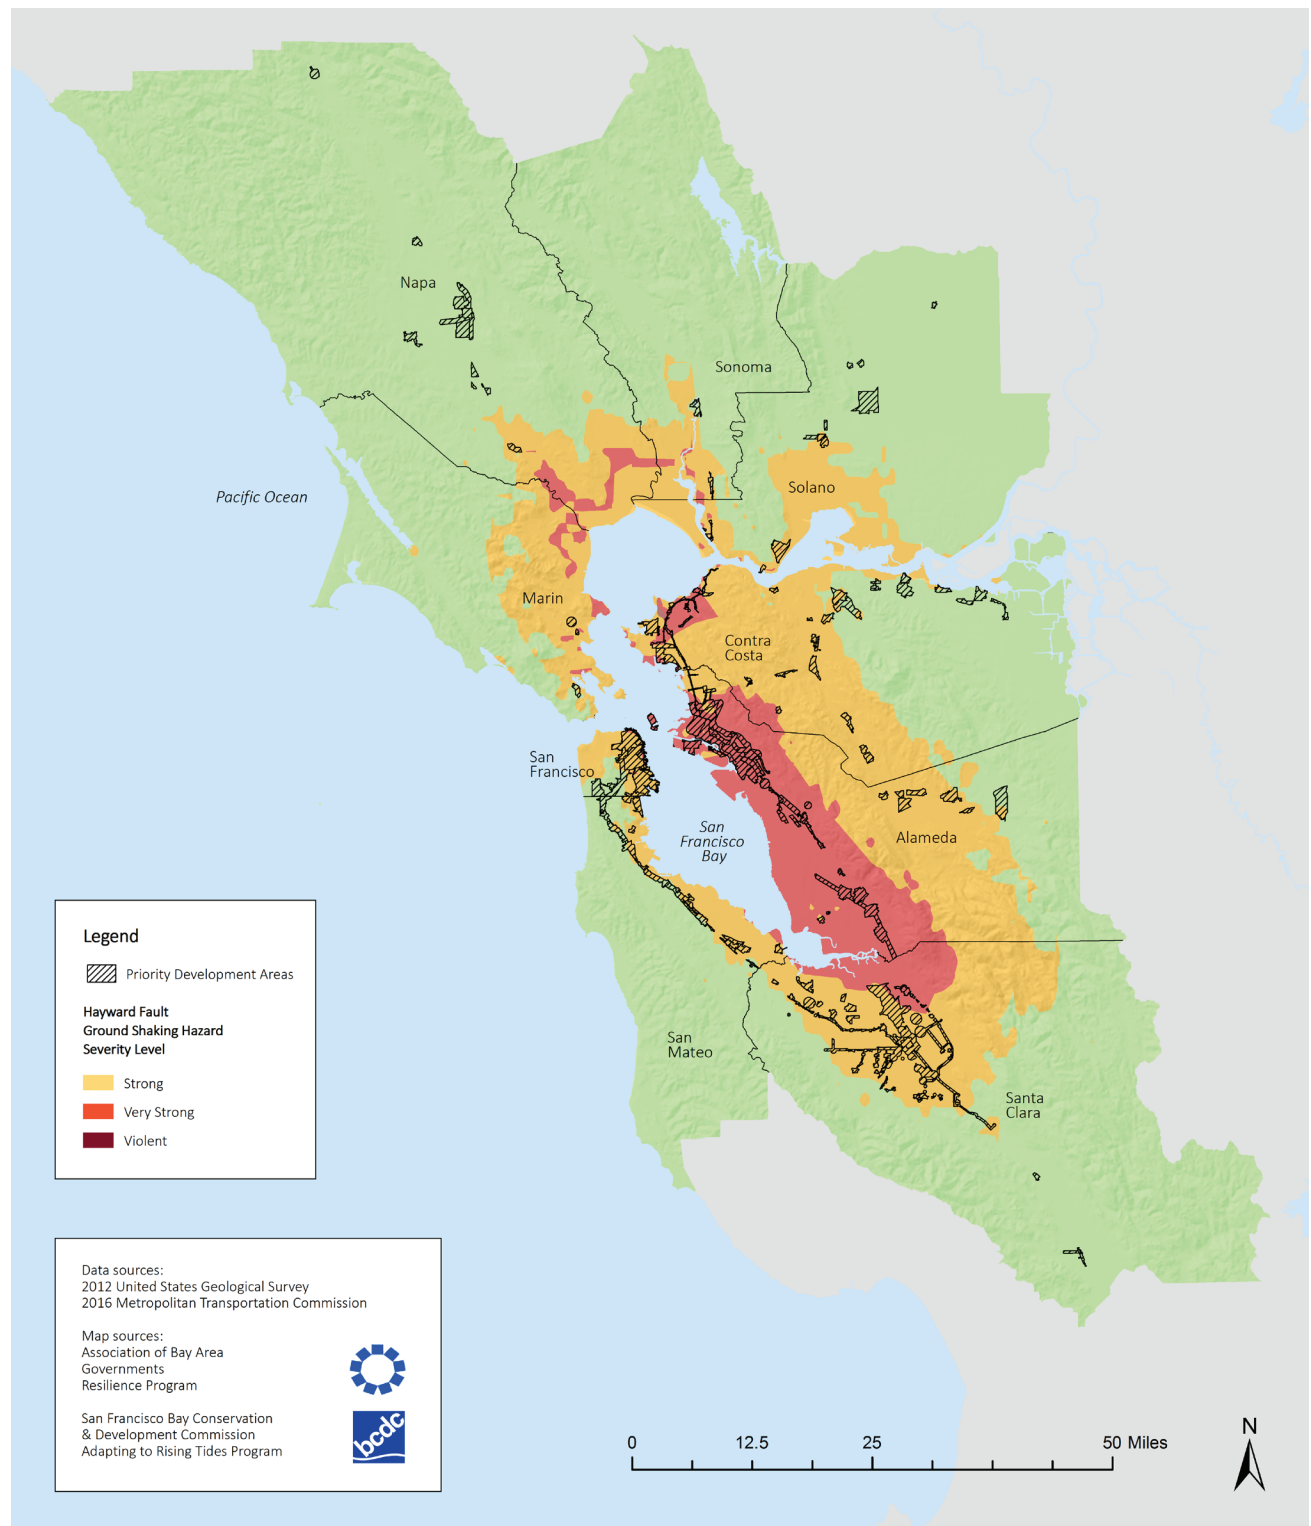 Napa
Sonoma
Pacific Ocean
Solano
Marin
Contra
Costa
San
Francisco
San
Francisco
Bay
Alameda
San
Mateo
Santa
Clara
Legend
Priority Development Areas
Hayward Fault
Ground Shaking Hazard
Severity Level
Strong
Very Strong
Violent
Data sources:
2012 United States Geological Survey
2016 Metropolitan Transportation Commission
Map sources:
Association of Bay Area
Governments
Resilience Program
San Francisco Bay Conservation
& Development Commission
Adapting to Rising Tides Program
bcdc
0 12.5 25 50 Miles
N